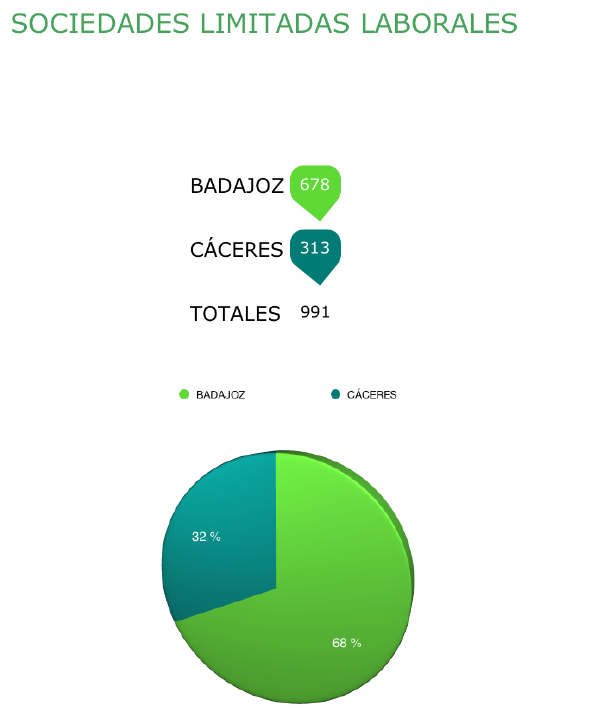 SOCIEDADES LIMITADAS LABORALES
BADAJOZ 678
CÁCERES 313
TOTALES 991
BADAJOZ CÁCERES
32 %
68 %